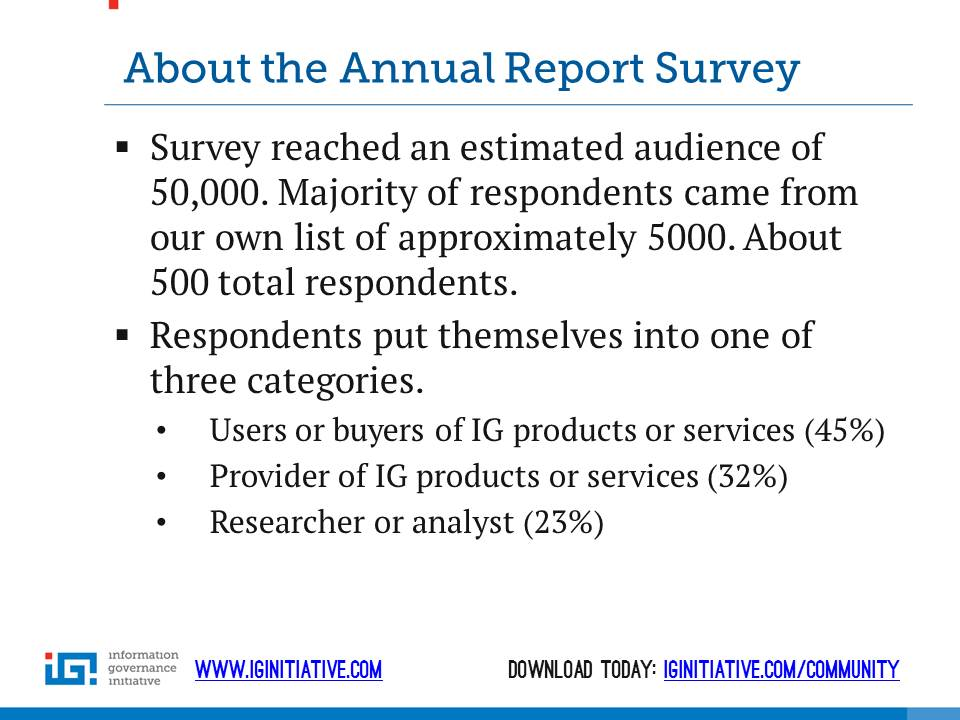 About the Annual Report Survey
▪ Survey reached an estimated audience of
50,000. Majority of respondents came from
our own list of approximately 5000. About
500 total respondents.
▪ Respondents put themselves into one of
three categories.
• Users or buyers of IG products or services (45%)
• Provider of IG products or services (32%)
• Researcher or analyst (23%)
iG!
information
governance
initiative
WWW.IGINITIATIVE.COM
DOWNLOAD TODAY: IGINITIATIVE.COM/COMMUNITY